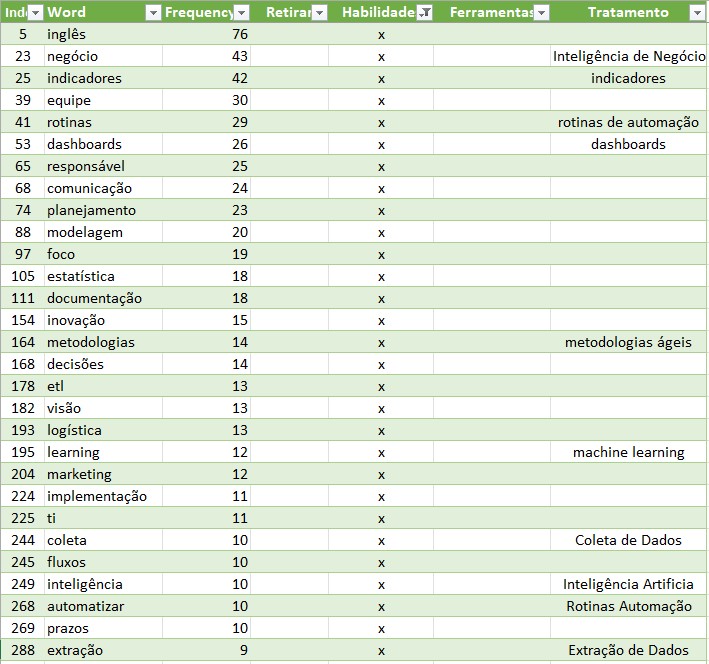 Ind Word Frequency Retirar Habilidade Ferramentas Tratamento
5 inglês 76 x
23 negócio 43 x Inteligência de Negócio
25 indicadores 42 x indicadores
39 equipe 30 x
41 rotinas 29 x rotinas de automação
53 dashboards 26 x dashboards
65 responsável 25 x
68 comunicação 24 x
74 planejamento 23 x
88 modelagem 20 x
97 foco 19 x
105 estatística 18 x
111 documentação 18 x
154 inovação 15 x
164 metodologias 14 x metodologias ágeis
168 decisões 14 x
178 etl 13 x
182 visão 13 x
193 logística 13 x
195 learning 12 x machine learning
204 marketing 12 x
224 implementação 11 x
225 ti 11 x
244 coleta 10 x Coleta de Dados
245 fluxos 10 x
249 inteligência 10 x Inteligência Artificia
268 automatizar 10 x Rotinas Automação
269 prazos 10 x
288 extração 9 x Extração de Dados